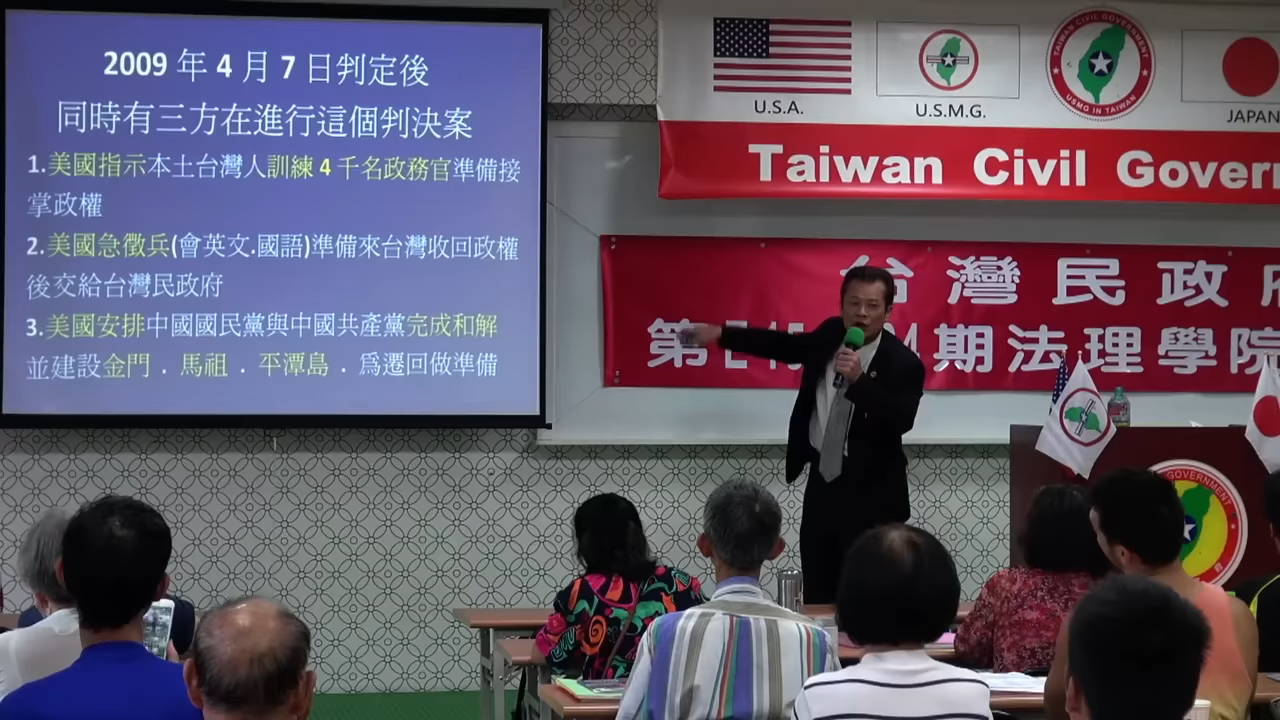 2009 年 4 月 7 日判定後
同時有三方在進行這個判決案
1.美國指示本土台灣人訓練 4 千名政務官準備接
掌政權
2.美國急徵兵(會英文.國語)準備來台灣收回政權
後交給台灣民政府
3.美國安排中國國民黨與中國共產黨完成和解
並建設金門．馬祖．平潭島．為遷回做準備
U.S.A.
U.S.M.G.
TAIWAN CIVIL GOVERNMENT
USMG IN TAIWAN
JAPAN
Taiwan Civil Govern
台灣民政府
第 期法理學院
GOVERNMENT